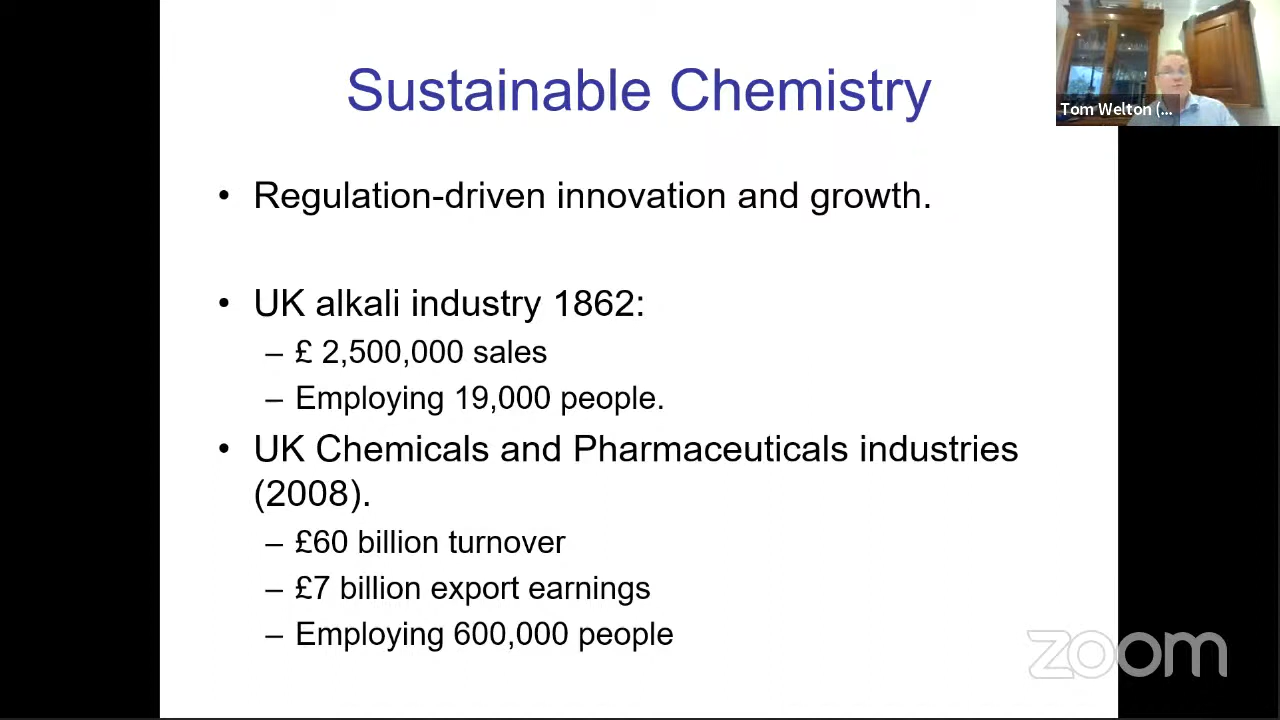 Sustainable Chemistry
Tom Welton (...
• Regulation-driven innovation and growth.
• UK alkali industry 1862:
– £ 2,500,000 sales
– Employing 19,000 people.
• UK Chemicals and Pharmaceuticals industries
(2008).
– £60 billion turnover
– £7 billion export earnings
– Employing 600,000 people
zoom